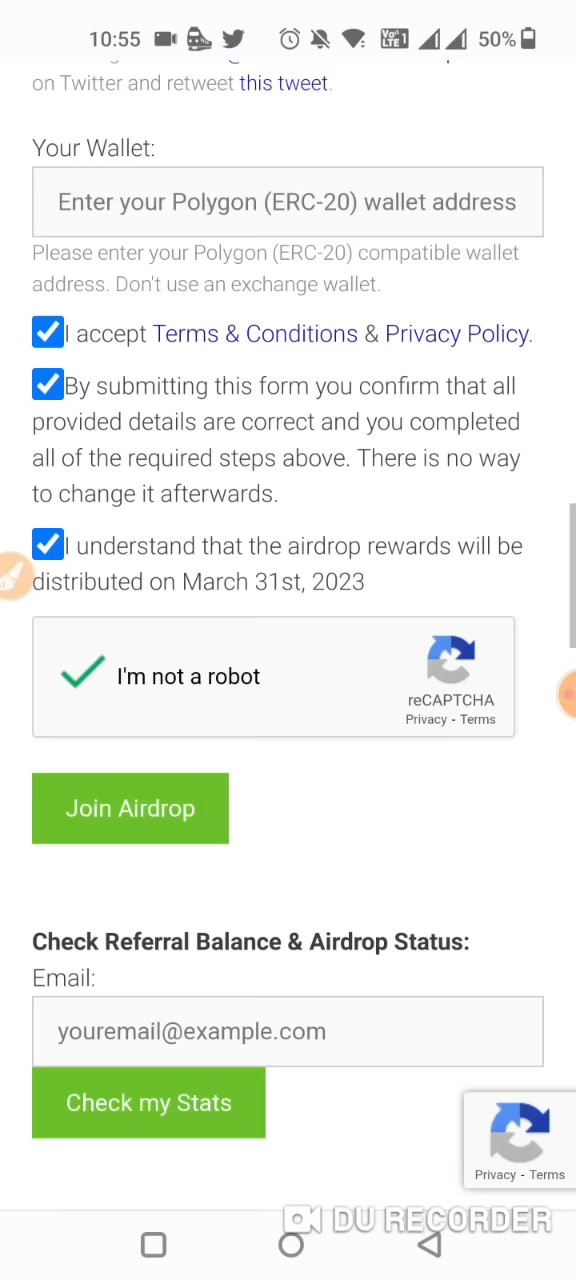 10:55 Vo) LTE 1 50%
on Twitter and retweet this tweet.
Your Wallet:
Enter your Polygon (ERC-20) wallet address
Please enter your Polygon (ERC-20) compatible wallet
address. Don't use an exchange wallet.
I accept Terms & Conditions & Privacy Policy.
By submitting this form you confirm that all
provided details are correct and you completed
all of the required steps above. There is no way
to change it afterwards.
I understand that the airdrop rewards will be
distributed on March 31st, 2023
I'm not a robot
reCAPTCHA
Privacy - Terms
Join Airdrop
Check Referral Balance & Airdrop Status:
Email:
youremail@example.com
Check my Stats
Privacy - Terms
DU RECORDER